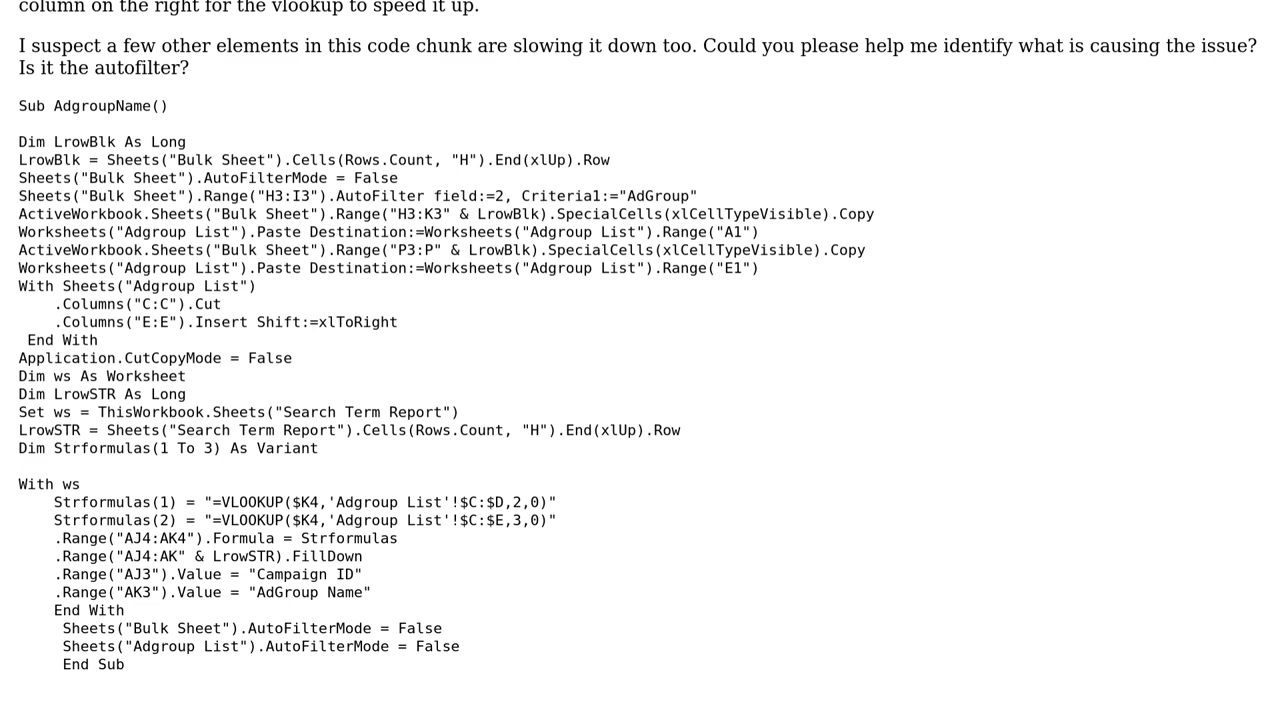 column on the right for the vlookup to speed it up.
I suspect a few other elements in this code chunk are slowing it down too. Could you please help me identify what is causing the issue?
Is it the autofilter?
Sub AdgroupName()
Dim LrowBlk As Long
LrowBlk = Sheets("Bulk Sheet").Cells(Rows.Count, "H").End(xlUp).Row
Sheets("Bulk Sheet").AutoFilterMode = False
Sheets("Bulk Sheet").Range("H3:I3").AutoFilter field:=2, Criteria1:="AdGroup"
ActiveWorkbook.Sheets("Bulk Sheet").Range("H3:K3" & LrowBlk).SpecialCells(xlCellTypeVisible).Copy
Worksheets("Adgroup List").Paste Destination:=Worksheets("Adgroup List").Range("A1")
ActiveWorkbook.Sheets("Bulk Sheet").Range("P3:P" & LrowBlk).SpecialCells(xlCellTypeVisible).Copy
Worksheets("Adgroup List").Paste Destination:=Worksheets("Adgroup List").Range("E1")
With Sheets("Adgroup List")
    .Columns("C:C").Cut
    .Columns("E:E").Insert Shift:=xlToRight
 End With
Application.CutCopyMode = False
Dim ws As Worksheet
Dim LrowSTR As Long
Set ws = ThisWorkbook.Sheets("Search Term Report")
LrowSTR = Sheets("Search Term Report").Cells(Rows.Count, "H").End(xlUp).Row
Dim Strformulas(1 To 3) As Variant
With ws
    Strformulas(1) = "=VLOOKUP($K4,'Adgroup List'!$C:$D,2,0)"
    Strformulas(2) = "=VLOOKUP($K4,'Adgroup List'!$C:$E,3,0)"
    .Range("AJ4:AK4").Formula = Strformulas
    .Range("AJ4:AK" & LrowSTR).FillDown
    .Range("AJ3").Value = "Campaign ID"
    .Range("AK3").Value = "AdGroup Name"
    End With
     Sheets("Bulk Sheet").AutoFilterMode = False
     Sheets("Adgroup List").AutoFilterMode = False
     End Sub